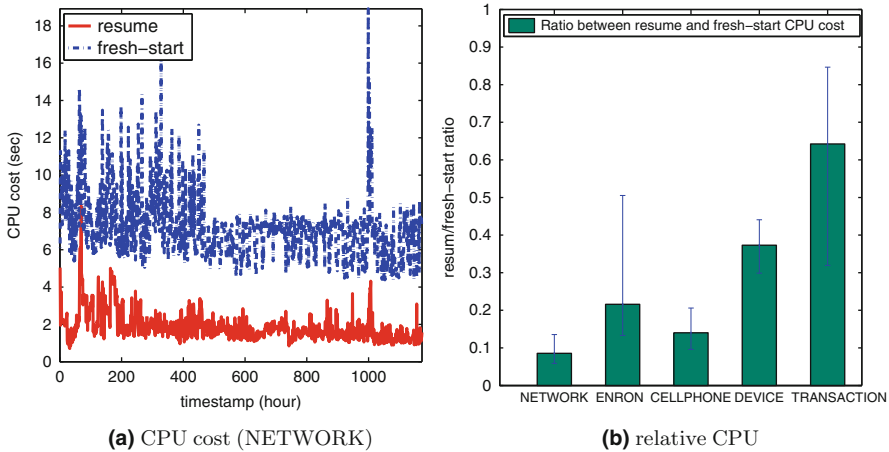 resume
fresh-start
18
16
14
12
10
8
6
4
2
0
CPU cost (sec)
0 200 400 600 800 1000
timestamp (hour)
(a) CPU cost (NETWORK)
Ratio between resume and fresh-start CPU cost
1
0.9
0.8
0.7
0.6
0.5
0.4
0.3
0.2
0.1
0
resum/fresh-start ratio
NETWORK ENRON CELLPHONE DEVICE TRANSACTION
(b) relative CPU